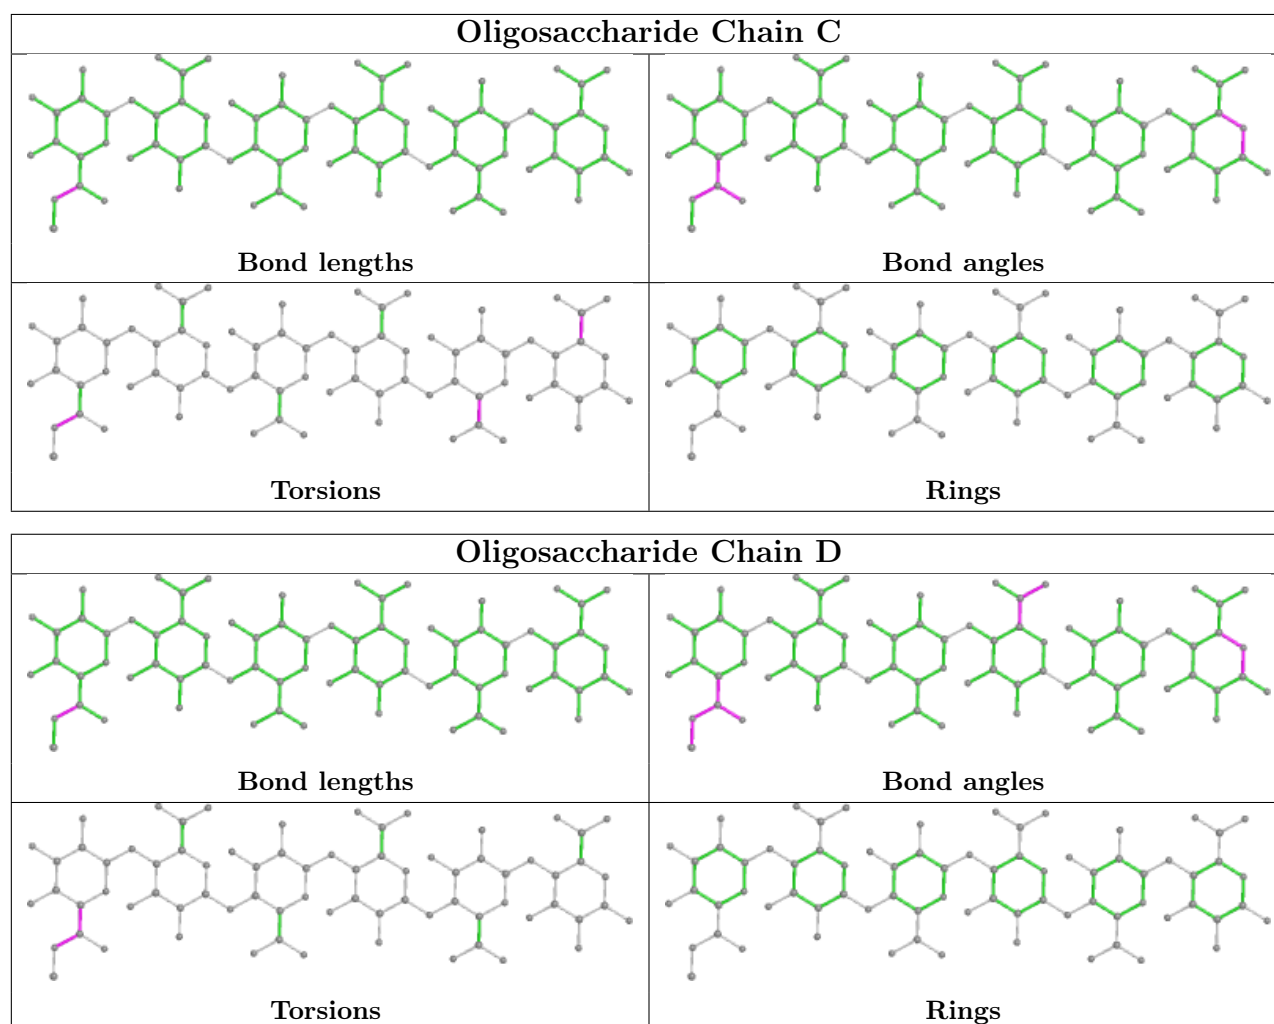 Oligosaccharide Chain C
Bond lengths
Bond angles
Torsions
Rings
Oligosaccharide Chain D
Bond lengths
Bond angles
Torsions
Rings